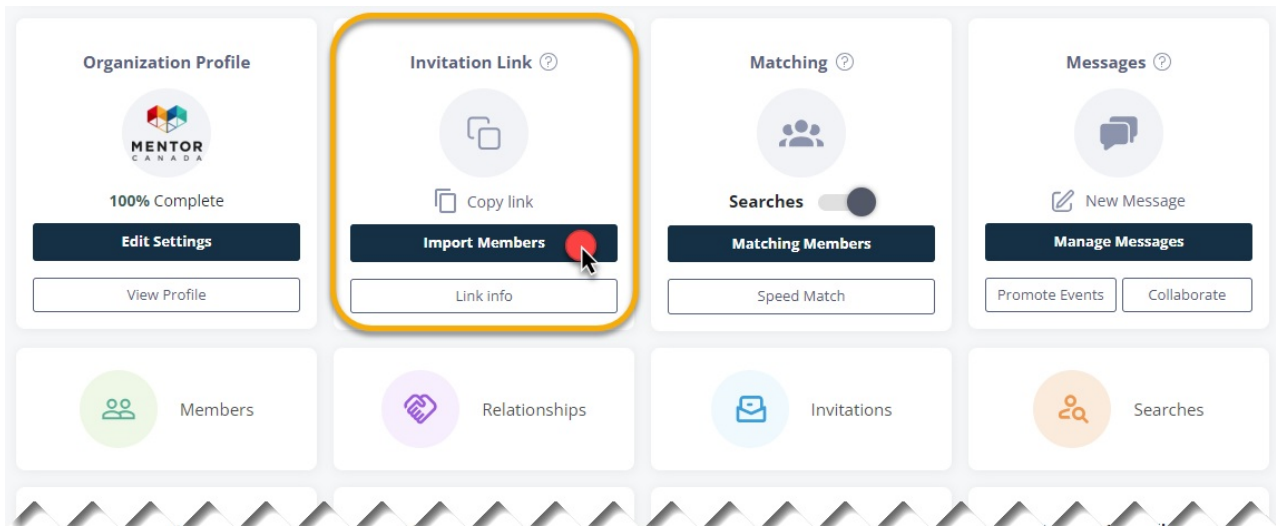 Organization Profile
Invitation Link ?
Matching ?
Messages ?
MENTOR
CANADA
100% Complete
Copy link
Searches
New Message
Edit Settings
Import Members
Matching Members
Manage Messages
View Profile
Link info
Speed Match
Promote Events
Collaborate
Members
Relationships
Invitations
Searches